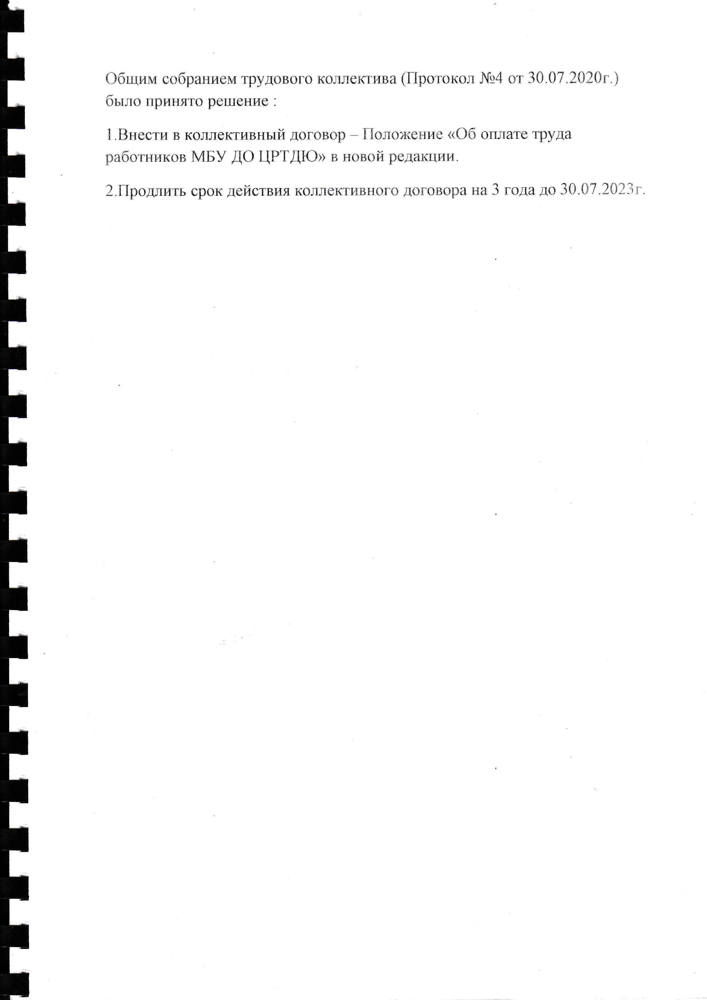 Общим собранием трудового коллектива (Протокол №4 от 30.07.2020г.)
было принято решение :
1.Внести в коллективный договор – Положение «Об оплате труда
работников МБУ ДО ЦРТДЮ» в новой редакции.
2.Продлить срок действия коллективного договора на 3 года до 30.07.2023г.